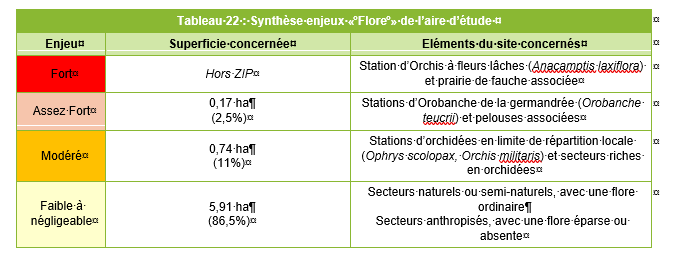 Tableau 22 : Synthèse enjeux « Flore » de l'aire d'étude
Enjeu Superficie concernée Eléments du site concernés
Fort Hors ZIP Station d'Orchis à fleurs lâches (Anacamptis laxiflora)
et prairie de fauche associée
Assez Fort 0,17 ha¶ Stations d'Orobanche de la germandrée (Orobanche
(2,5%) teucrii) et pelouses associées
Modéré 0,74 ha¶ Stations d'orchidées en limite de répartition locale
(11%) (Ophrys scolopax, Orchis militaris) et secteurs riches
en orchidées
Faible à
négligeable 5,91 ha¶
(86,5%) Secteurs naturels ou semi-naturels, avec une flore
ordinaire¶
Secteurs anthropisés, avec une flore éparse ou
absente